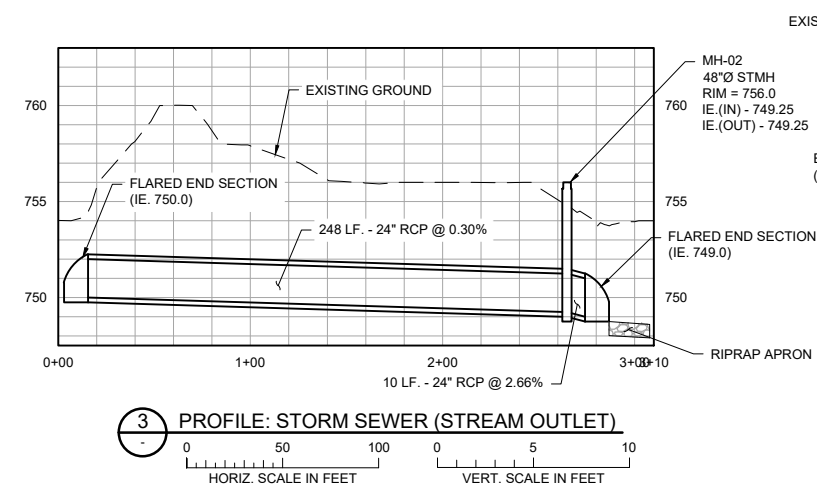 EXIS
MH-02
48"Ø STMH
RIM = 756.0
IE.(IN) - 749.25
IE.(OUT) - 749.25
E
(
760
760
EXISTING GROUND
755
755
FLARED END SECTION
(IE. 750.0)
248 LF. - 24" RCP @ 0.30%
FLARED END SECTION
(IE. 749.0)
750
750
RIPRAP APRON
0+00
1+00
2+00
3+00
3+10
10 LF. - 24" RCP @ 2.66%
3
-
PROFILE: STORM SEWER (STREAM OUTLET)
0 50 100
HORIZ. SCALE IN FEET
0 5 10
VERT. SCALE IN FEET